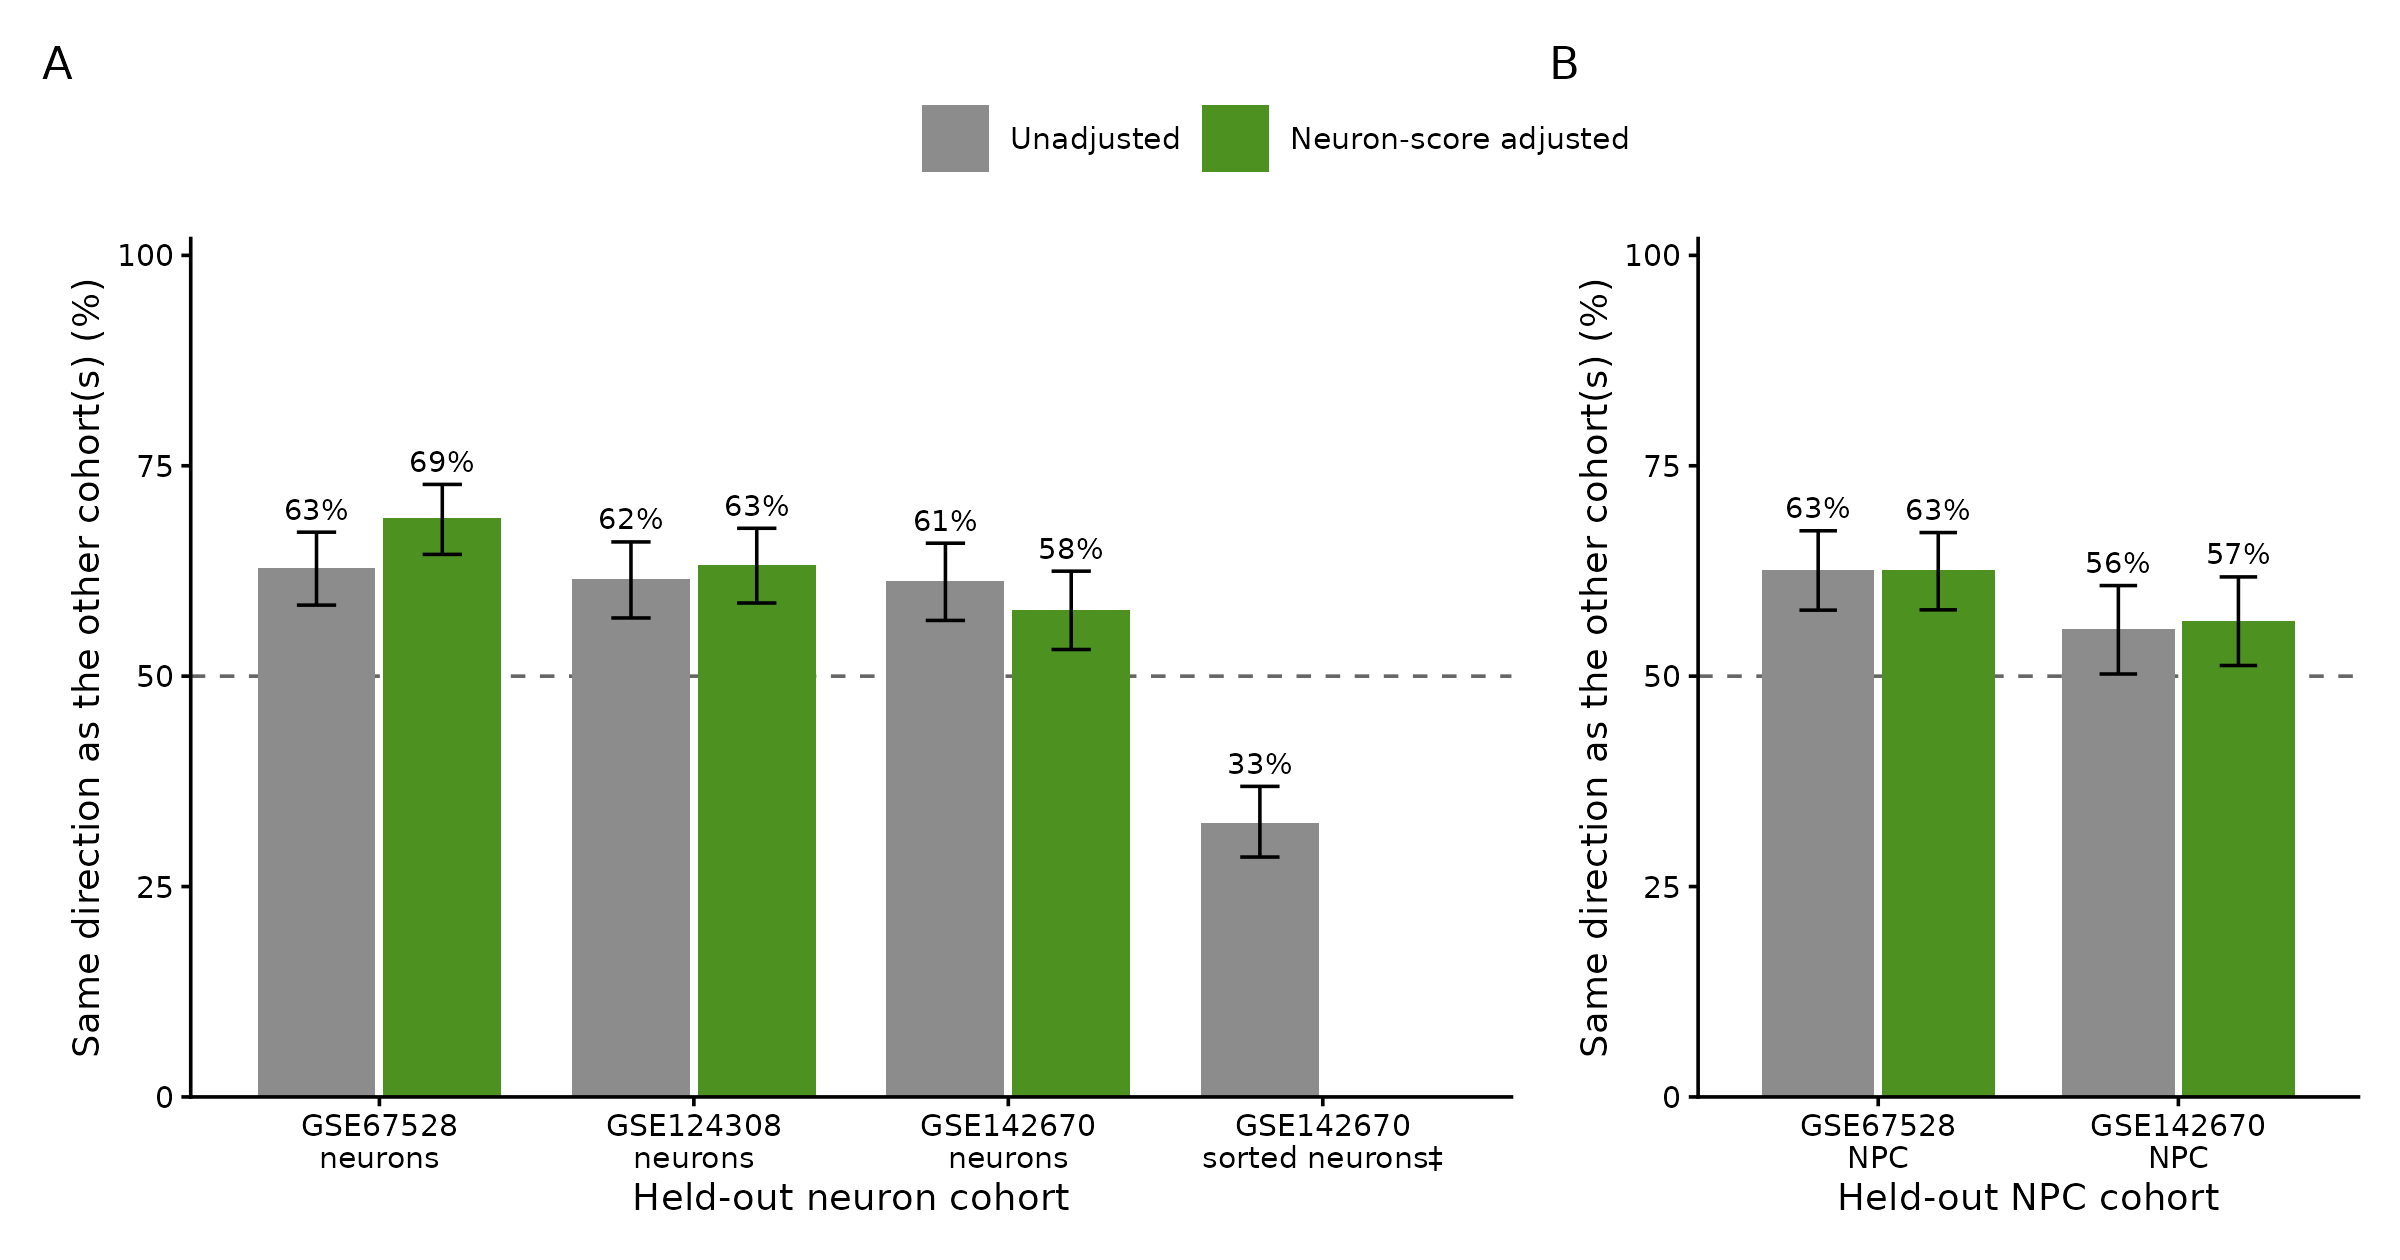 A
B
Unadjusted
Neuron-score adjusted
Same direction as the other cohort(s) (%)
100
75
50
25
0
63%
69%
62%
63%
61%
58%
33%
GSE67528
neurons
GSE124308
neurons
GSE142670
neurons
GSE142670
sorted neurons‡
Held-out neuron cohort
Same direction as the other cohort(s) (%)
100
75
50
25
0
63%
63%
56%
57%
GSE67528
NPC
GSE142670
NPC
Held-out NPC cohort